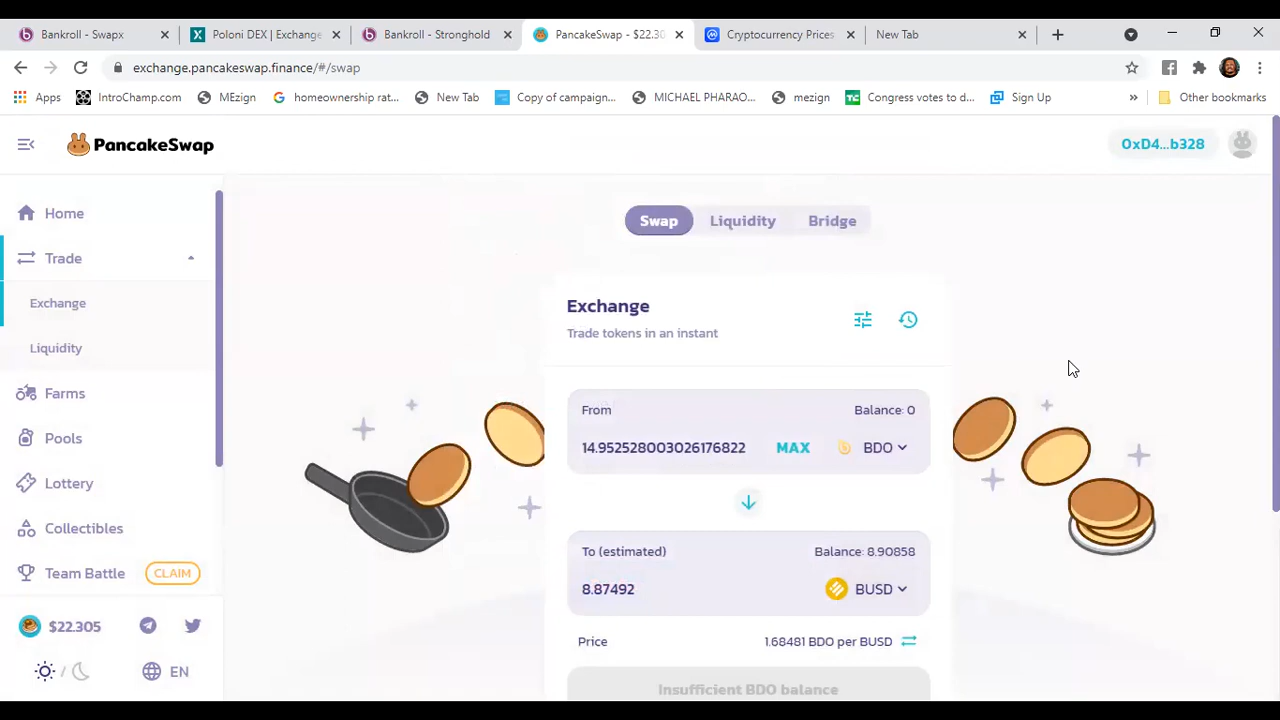 Bankroll - Swapx
Poloni DEX | Exchange
Bankroll - Stronghold
PancakeSwap - $22.30
Cryptocurrency Prices
New Tab
exchange.pancakeswap.finance/#/swap
Apps
IntroChamp.com
MEzign
homeownership rat...
New Tab
Copy of campaign...
MICHAEL PHARAO...
mezign
Congress votes to d...
Sign Up
»
Other bookmarks
PancakeSwap
0xD4...b328
Home
Trade
Exchange
Liquidity
Farms
Pools
Lottery
Collectibles
Team Battle
CLAIM
$22.305
/
EN
Swap
Liquidity
Bridge
Exchange
Trade tokens in an instant
From
Balance: 0
14.952528003026176822
MAX
BDO
To (estimated)
Balance: 8.90858
8.87492
BUSD
Price
1.68481 BDO per BUSD
Insufficient BDO balance